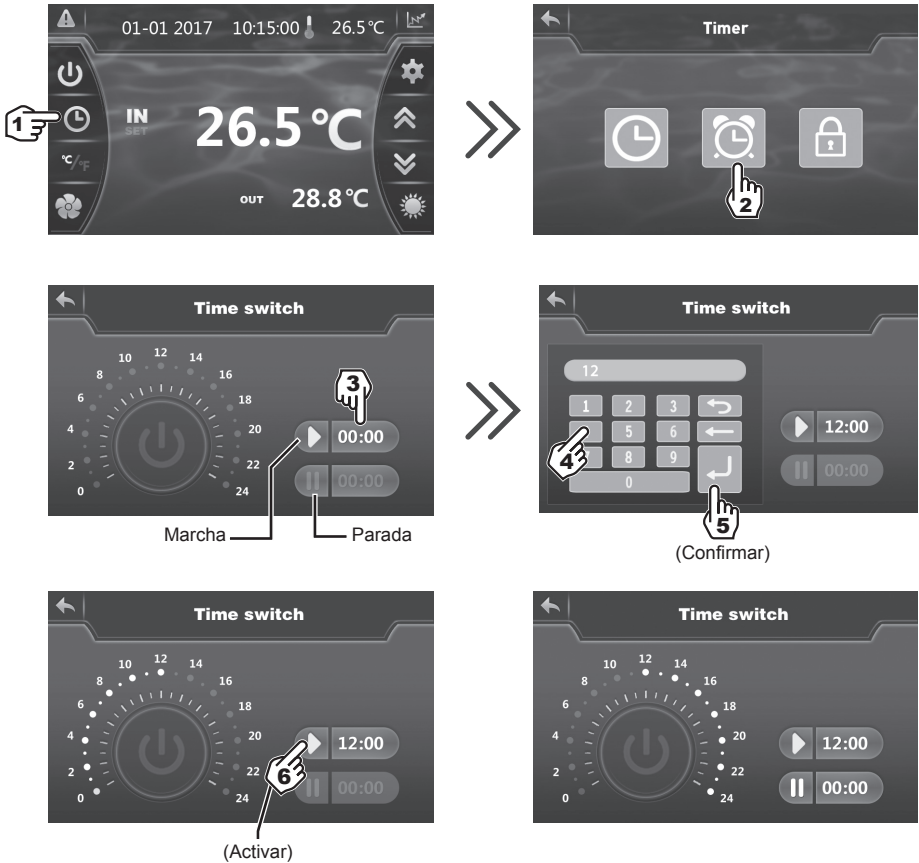 01-01 2017 10:15:00 26.5°C
1
IN
SET
26.5°C
°C/°F
OUT 28.8°C
Timer
2
Time switch
0 2 4 6 8 10 12 14 16 18 20 22 24
3
00:00
00:00
Marcha
Parada
Time switch
12
1 2 3
4 5 6
7 8 9
0
5
(Confirmar)
12:00
00:00
Time switch
0 2 4 6 8 10 12 14 16 18 20 22 24
12:00
6
00:00
(Activar)
Time switch
0 2 4 6 8 10 12 14 16 18 20 22 24
12:00
00:00